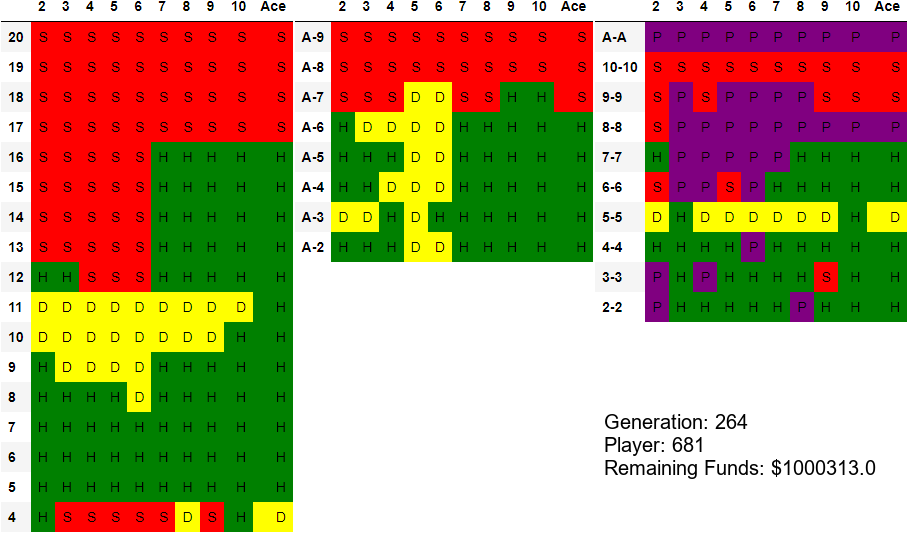 2 3 4 5 6 7 8 9 10 Ace
20 S S S S S S S S S S
19 S S S S S S S S S S
18 S S S S S S S S S S
17 S S S S S S S S S S
16 S S S S S H H H H H
15 S S S S S H H H H H
14 S S S S S H H H H H
13 S S S S S H H H H H
12 H H S S S H H H H H
11 D D D D D D D D D H
10 D D D D D D D D H H
9 H D D D D H H H H H
8 H H H H D H H H H H
7 H H H H H H H H H H
6 H H H H H H H H H H
5 H H H H H H H H H H
4 H S S S S S D S H D
2 3 4 5 6 7 8 9 10 Ace
A-9 S S S S S S S S S S
A-8 S S S S S S S S S S
A-7 S S S D D S S H H S
A-6 H D D D D H H H H H
A-5 H H H D D H H H H H
A-4 H H D D D H H H H H
A-3 D D H D H H H H H H
A-2 H H H D D H H H H H
2 3 4 5 6 7 8 9 10 Ace
A-A P P P P P P P P P P
10-10 S S S S S S S S S S
9-9 S P S P P P P S S S
8-8 S P P P P P P P P P
7-7 H P P P P P H H H H
6-6 S P P S P H H H H H
5-5 D H D D D D D D H D
4-4 H H H H P H H H H H
3-3 P H P H H H H S H H
2-2 P H H H H H P H H H
Generation: 264
Player: 681
Remaining Funds: $1000313.0